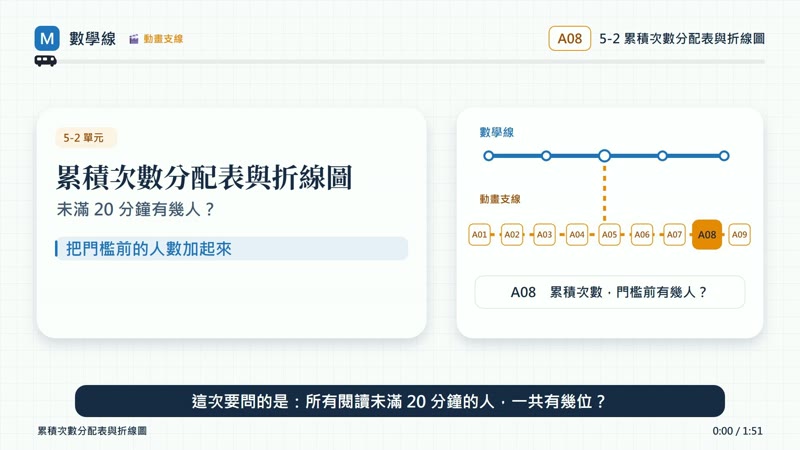 M 數學線 動畫支線
A08 5-2 累積次數分配表與折線圖
5-2 單元
累積次數分配表與折線圖
未滿 20 分鐘有幾人？
把門檻前的人數加起來
數學線
動畫支線
A01 A02 A03 A04 A05 A06 A07 A08 A09
A08 累積次數，門檻前有幾人？
這次要問的是：所有閱讀未滿 20 分鐘的人，一共有幾位？
累積次數分配表與折線圖
0:00 / 1:51